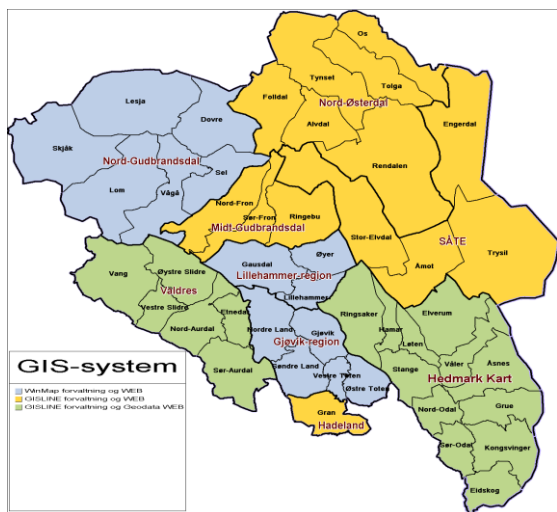 Os
Tynset
Tolga
Folldal
Nord-Østerdal
Alvdal
Engerdal
Lesja
Dovre
Skjåk
Nord-Gudbrandsdal
Sel
Lom
Vågå
Rendalen
Nord-Fron
Sør-Fron
Ringebu
Midt-Gudbrandsdal
Stor-Elvdal
SÅTE
Trysil
Åmot
Vang
Øystre Slidre
Gausdal
Øyer
Lillehammer-region
Lillehammer
Valdres
Vestre Slidre
Etnedal
Nord-Aurdal
Sør-Aurdal
Nordre Land
Gjøvik
Gjøvik-region
Søndre Land
Vestre Toten
Østre Toten
Ringsaker
Hamar
Løten
Elverum
Stange
Våler
Åsnes
Hedmark Kart
Nord-Odal
Grue
Sør-Odal
Kongsvinger
Eidskog
Gran
Hadeland
GIS-system
WinMap forvaltning og WEB
GISLINE forvaltning og WEB
GISLINE forvaltning og Geodata WEB